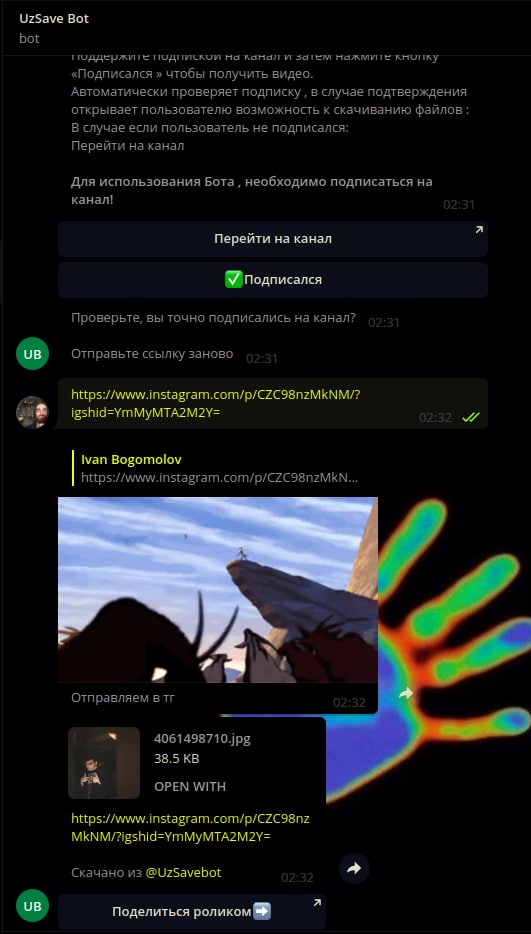 UzSave Bot
bot
Поддержите подпиской на канал и затем нажмите кнопку
«Подписался » чтобы получить видео.
Автоматически проверяет подписку , в случае подтверждения
открывает пользователю возможность к скачиванию файлов :
В случае если пользователь не подписался:
Перейти на канал
Для использования Бота , необходимо подписаться на
канал!
02:31
Перейти на канал
✅Подписался
Проверьте, вы точно подписались на канал? 02:31
UB
Отправьте ссылку заново 02:31
https://www.instagram.com/p/CZC98nzMkNM/?
igshid=YmMyMTA2M2Y=
02:32
Ivan Bogomolov
https://www.instagram.com/p/CZC98nzMkN...
Отправляем в тг
02:32
4061498710.jpg
38.5 KB
OPEN WITH
https://www.instagram.com/p/CZC98nz
MkNM/?igshid=YmMyMTA2M2Y=
Скачано из @UzSavebot
02:32
UB
Поделиться роликом➡️